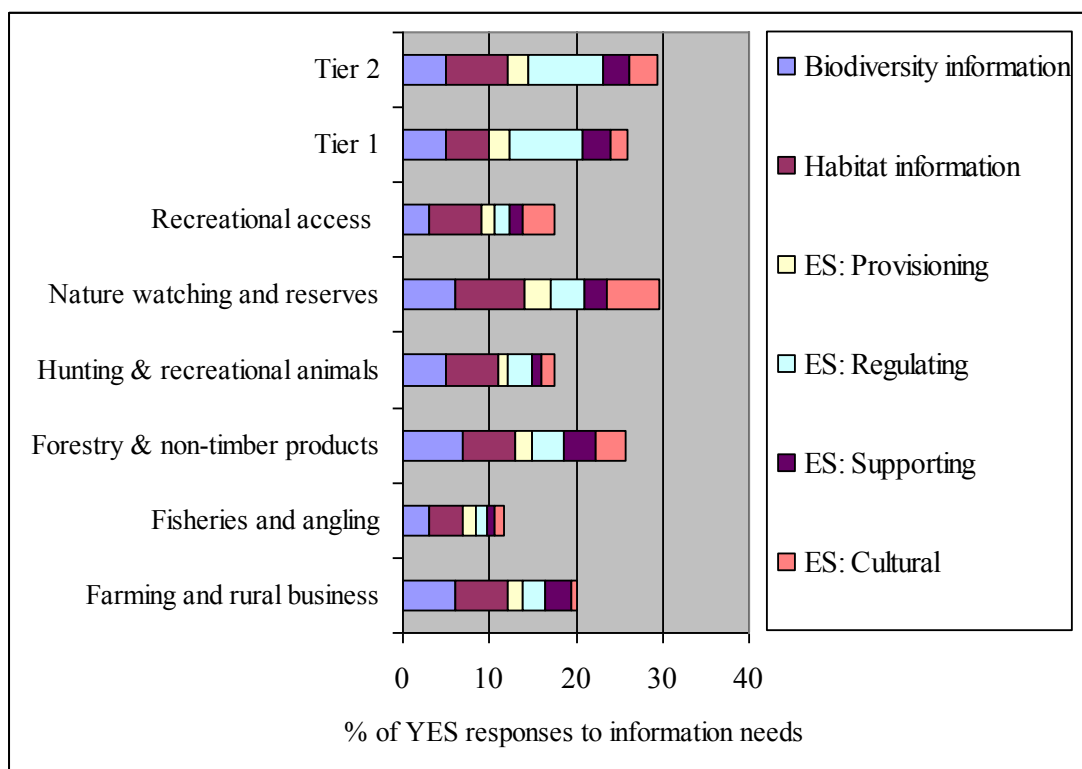 Tier 2
Tier 1
Recreational access
Nature watching and reserves
Hunting & recreational animals
Forestry & non-timber products
Fisheries and angling
Farming and rural business
0 10 20 30 40
% of YES responses to information needs
Biodiversity information
Habitat information
ES: Provisioning
ES: Regulating
ES: Supporting
ES: Cultural